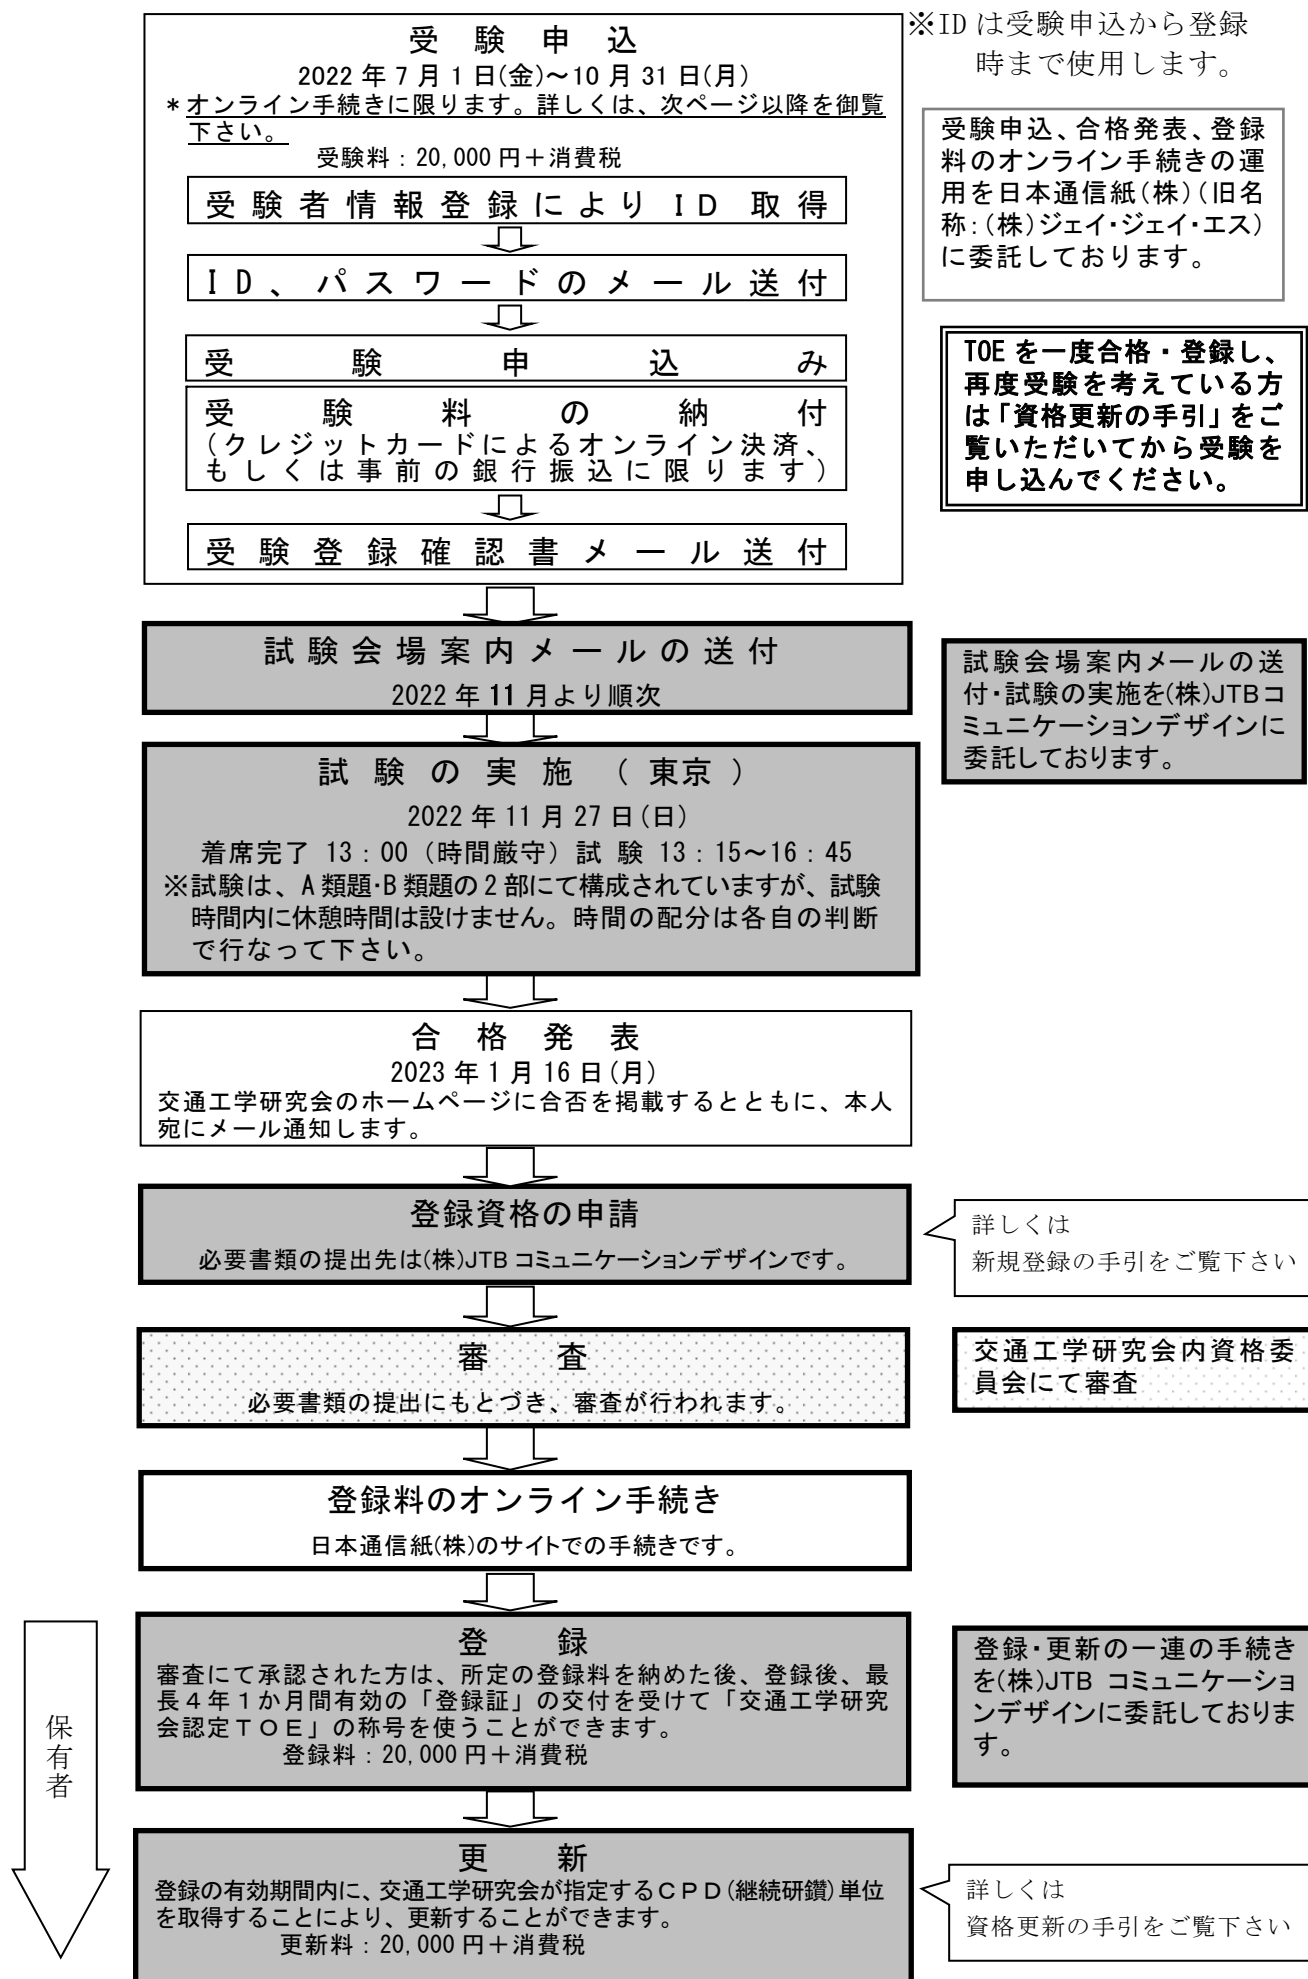 受験申込
2022年7月1日(金)～10月31日(月)
*オンライン手続きに限ります。詳しくは、次ページ以降を御覧
下さい。
受験料：20,000円＋消費税
受験者情報登録によりID取得
ID、パスワードのメール送付
受験申込み
受験料の納付
(クレジットカードによるオンライン決済、
もしくは事前の銀行振込に限ります)
受験登録確認書メール送付
※IDは受験申込から登録
時まで使用します。
受験申込、合格発表、登録
料のオンライン手続きの運
用を日本通信紙(株)(旧名
称:(株)ジェイ・ジェイ・エス)
に委託しております。
TOEを一度合格・登録し、
再度受験を考えている方
は「資格更新の手引」をご
覧いただいてから受験を
申し込んでください。
試験会場案内メールの送付
2022年11月より順次
試験会場案内メールの送
付・試験の実施を(株)JTBコ
ミュニケーションデザインに
委託しております。
試験の実施(東京)
2022年11月27日(日)
着席完了 13：00（時間厳守）試 験 13：15～16：45
※試験は、A類題・B類題の2部にて構成されていますが、試験
時間内に休憩時間は設けません。時間の配分は各自の判断
で行なって下さい。
合格発表
2023年1月16日(月)
交通工学研究会のホームページに合否を掲載するとともに、本人
宛にメール通知します。
登録資格の申請
必要書類の提出先は(株)JTBコミュニケーションデザインです。
詳しくは
新規登録の手引をご覧下さい
審査
必要書類の提出にもとづき、審査が行われます。
交通工学研究会内資格委
員会にて審査
登録料のオンライン手続き
日本通信紙(株)のサイトでの手続きです。
登録
審査にて承認された方は、所定の登録料を納めた後、登録後、最
長４年１か月間有効の「登録証」の交付を受けて「交通工学研究
会認定ＴＯＥ」の称号を使うことができます。
登録料：20,000円＋消費税
登録・更新の一連の手続き
を(株)JTB コミュニケーショ
ンデザインに委託しておりま
す。
保有者
更新
登録の有効期間内に、交通工学研究会が指定するＣＰＤ(継続研鑽)単位
を取得することにより、更新することができます。
更新料：20,000円＋消費税
詳しくは
資格更新の手引をご覧下さい